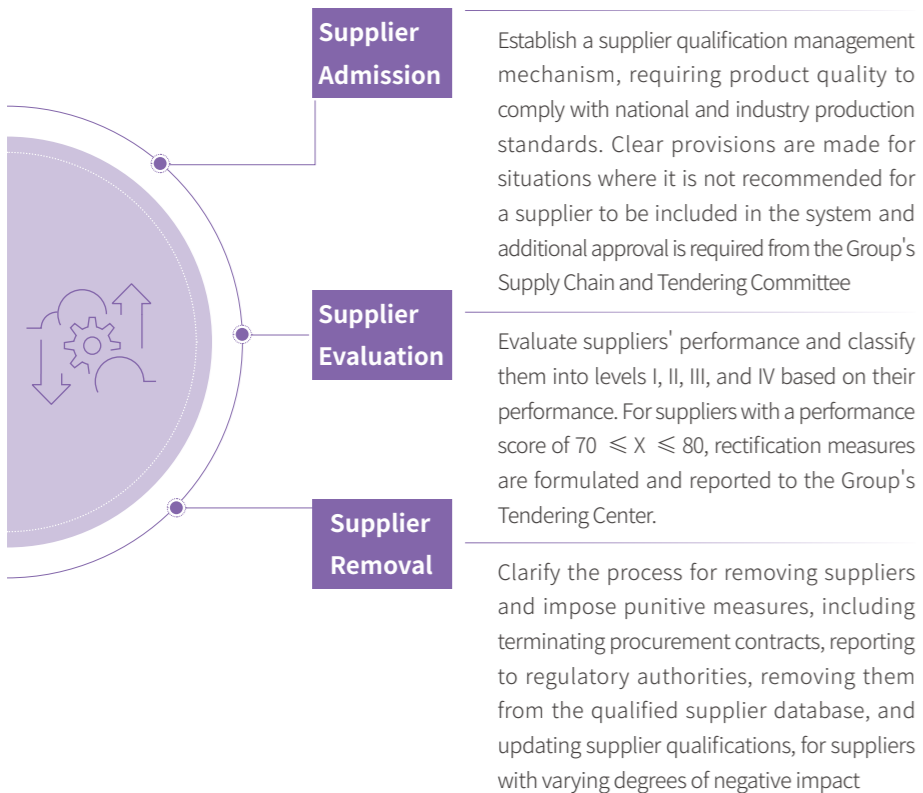 Supplier
Admission
Establish a supplier qualification management
mechanism, requiring product quality to
comply with national and industry production
standards. Clear provisions are made for
situations where it is not recommended for
a supplier to be included in the system and
additional approval is required from the Group's
Supply Chain and Tendering Committee
Supplier
Evaluation
Evaluate suppliers' performance and classify
them into levels I, II, III, and IV based on their
performance. For suppliers with a performance
score of 70 ≤ X ≤ 80, rectification measures
are formulated and reported to the Group's
Tendering Center.
Supplier
Removal
Clarify the process for removing suppliers
and impose punitive measures, including
terminating procurement contracts, reporting
to regulatory authorities, removing them
from the qualified supplier database, and
updating supplier qualifications, for suppliers
with varying degrees of negative impact